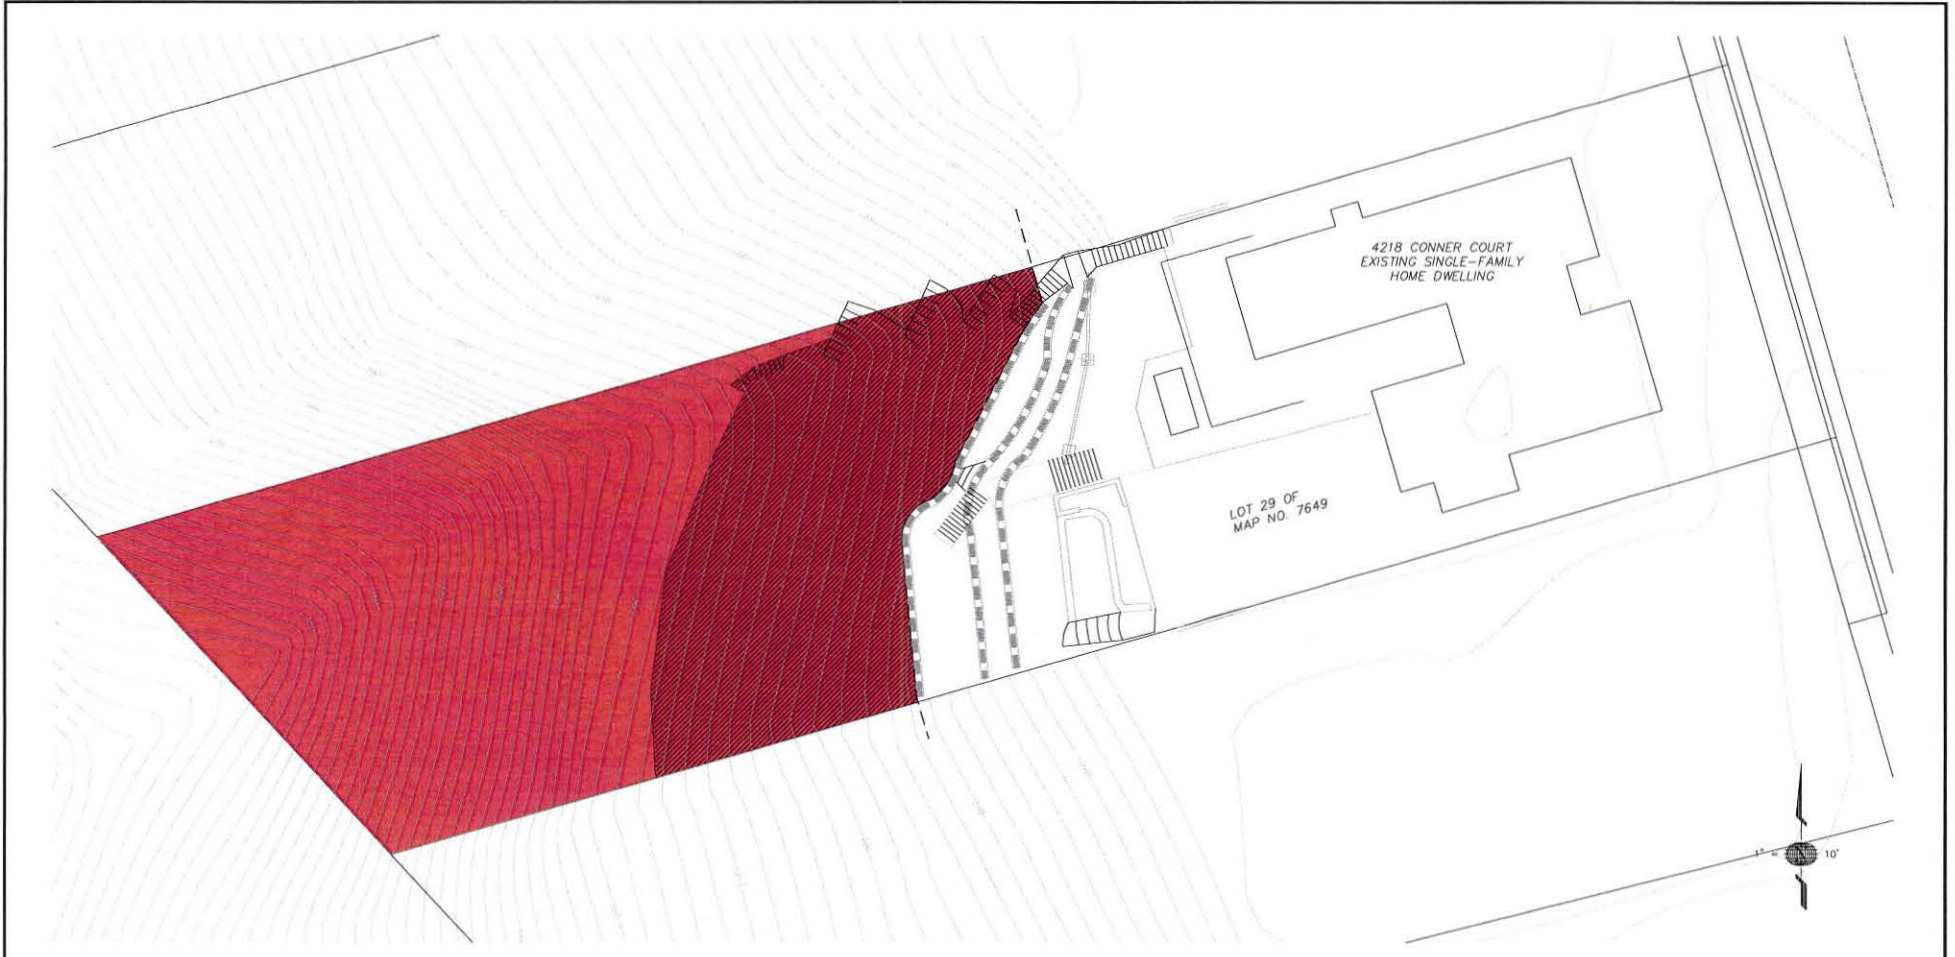 4218 CONNER COURT
EXISTING SINGLE-FAMILY
HOME DWELLING
LOT 29 OF
MAP NO. 7649
1" = 10'